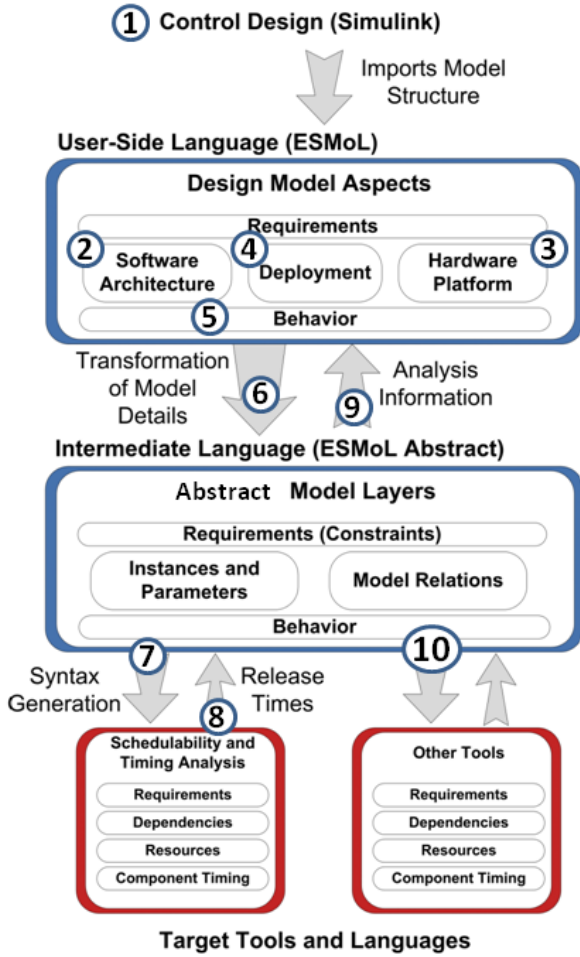 1 Control Design (Simulink)
Imports Model
Structure
User-Side Language (ESMoL)
Design Model Aspects
Requirements
2
Software
Architecture
4
Deployment
3
Hardware
Platform
5
Behavior
Transformation
of Model
Details
6
9
Analysis
Information
Intermediate Language (ESMoL Abstract)
Abstract Model Layers
Requirements (Constraints)
Instances and
Parameters
Model Relations
Behavior
7
10
Syntax
Generation
8
Release
Times
Schedulability and
Timing Analysis
Requirements
Dependencies
Resources
Component Timing
Other Tools
Requirements
Dependencies
Resources
Component Timing
Target Tools and Languages